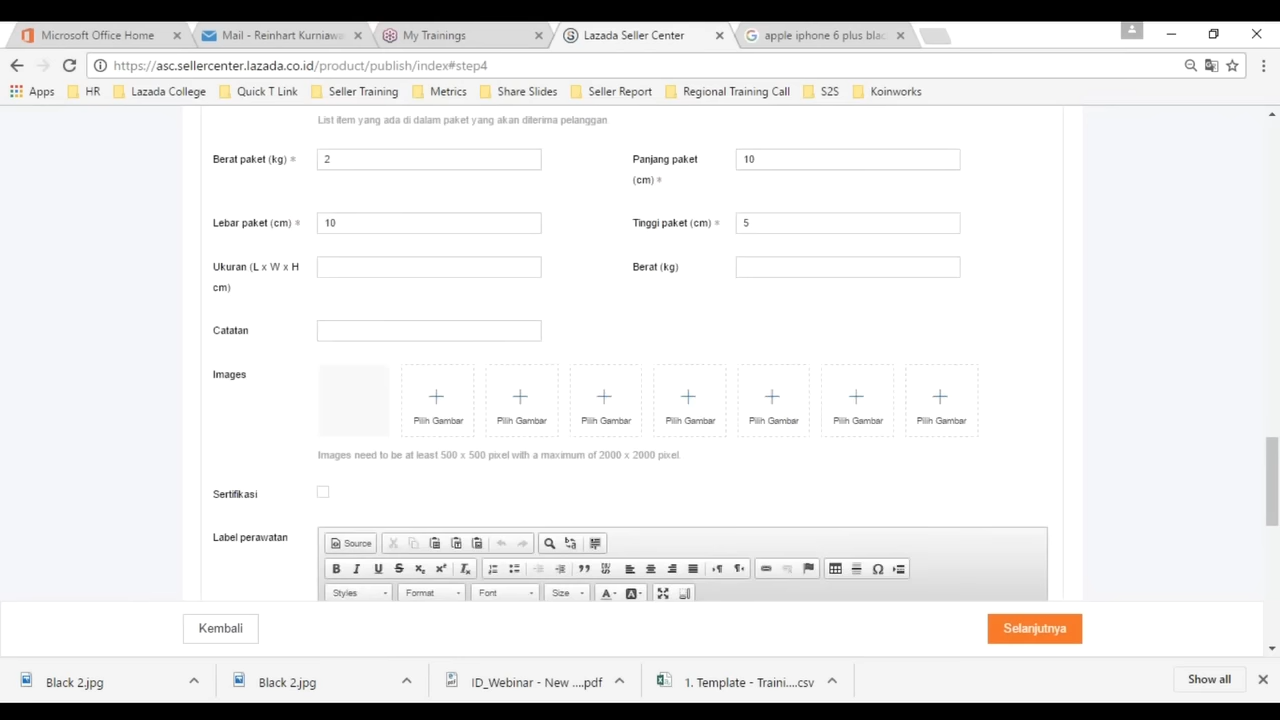 Microsoft Office Home
Mail - Reinhart Kurniawa
My Trainings
Lazada Seller Center
apple iphone 6 plus blac
https://asc.sellercenter.lazada.co.id/product/publish/index#step4
Apps
HR
Lazada College
Quick T Link
Seller Training
Metrics
Share Slides
Seller Report
Regional Training Call
S2S
Koinworks
List item yang ada di dalam paket yang akan diterima pelanggan
Berat paket (kg) *
2
Panjang paket
(cm) *
10
Lebar paket (cm) *
10
Tinggi paket (cm) *
5
Ukuran (L x W x H
cm)
Berat (kg)
Catatan
Images
Pilih Gambar
Pilih Gambar
Pilih Gambar
Pilih Gambar
Pilih Gambar
Pilih Gambar
Pilih Gambar
Images need to be at least 500 x 500 pixel with a maximum of 2000 x 2000 pixel.
Sertifikasi
Label perawatan
Source
Styles
Format
Font
Size
Kembali
Selanjutnya
Black 2.jpg
Black 2.jpg
ID_Webinar - New ....pdf
1. Template - Traini....csv
Show all